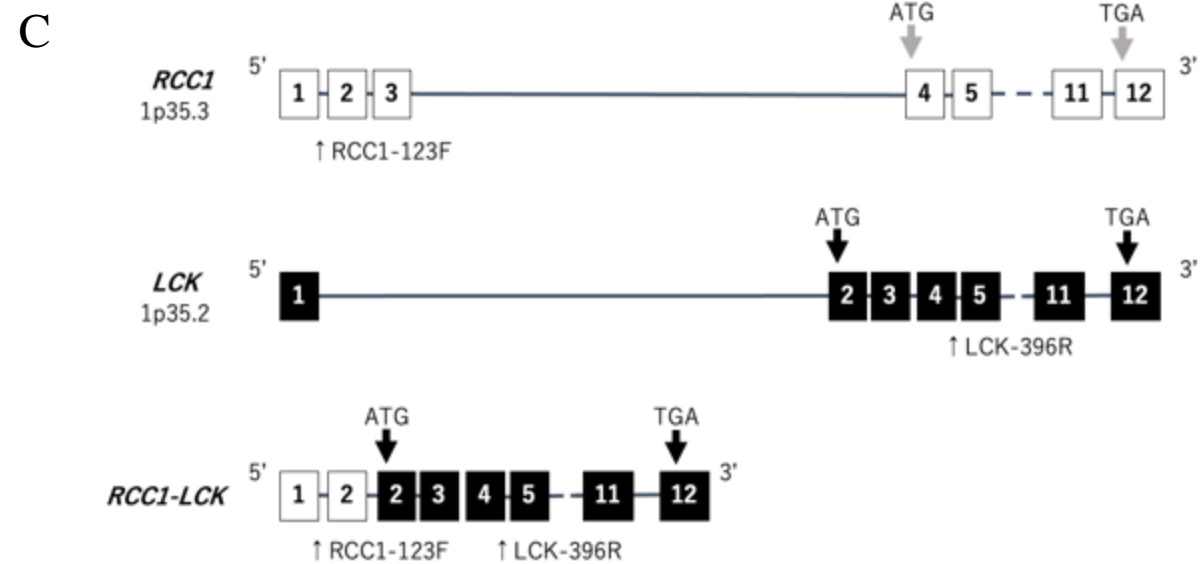 C
ATG TGA
5' 3'
RCC1
1p35.3
1 2 3 4 5 11 12
↑ RCC1-123F
ATG TGA
5' 3'
LCK
1p35.2
1 2 3 4 5 11 12
↑ LCK-396R
ATG TGA
5' 3'
RCC1-LCK
1 2 2 3 4 5 11 12
↑ RCC1-123F ↑ LCK-396R